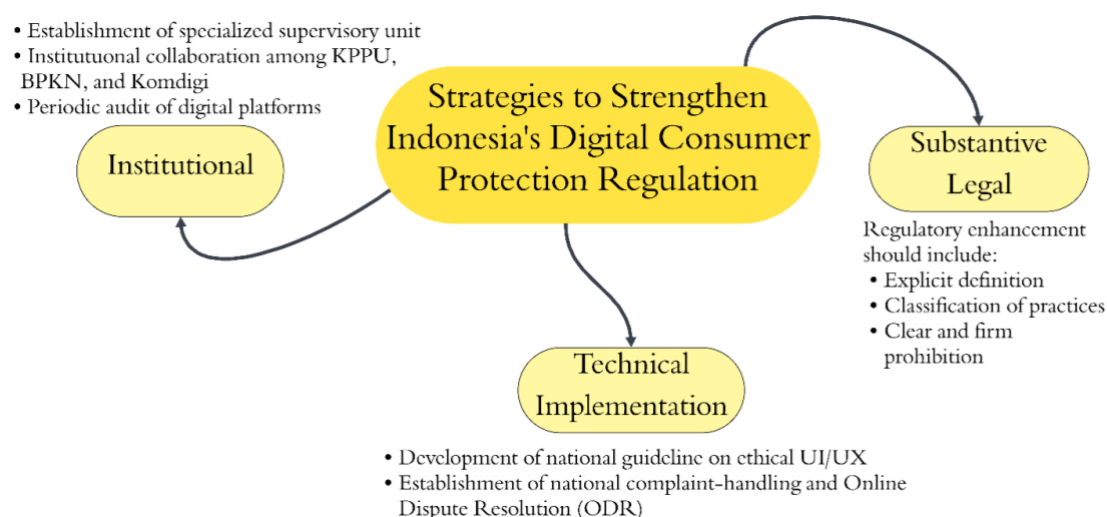 • Establishment of specialized supervisory unit
• Institutuonal collaboration among KPPU,
BPKN, and Komdigi
• Periodic audit of digital platforms
Institutional
Strategies to Strengthen
Indonesia's Digital Consumer
Protection Regulation
Substantive
Legal
Regulatory enhancement
should include:
• Explicit definition
• Classification of practices
• Clear and firm
prohibition
Technical
Implementation
• Development of national guideline on ethical UI/UX
• Establishment of national complaint-handling and Online
Dispute Resolution (ODR)